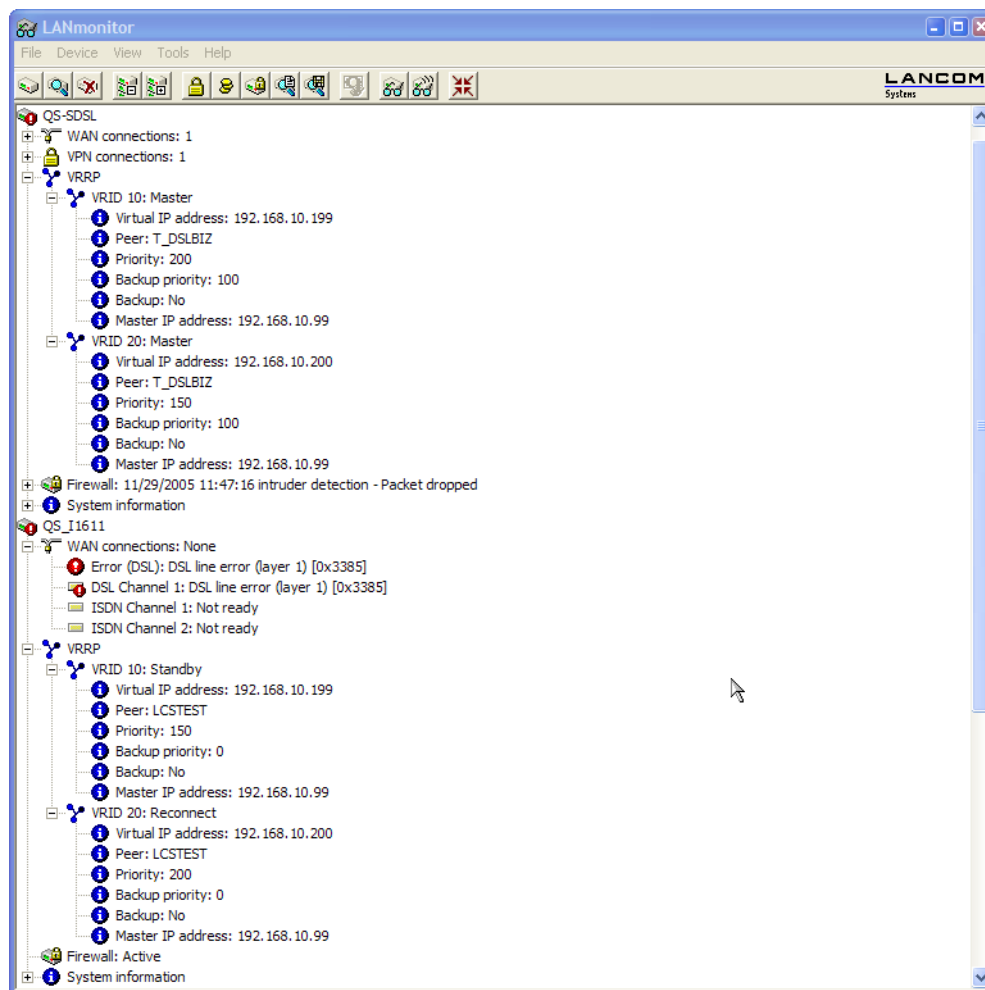 LANmonitor
File Device View Tools Help
LANCOM
Systems
QS-SDSL
WAN connections: 1
VPN connections: 1
VRRP
VRID 10: Master
Virtual IP address: 192.168.10.199
Peer: T_DSLBIZ
Priority: 200
Backup priority: 100
Backup: No
Master IP address: 192.168.10.99
VRID 20: Master
Virtual IP address: 192.168.10.200
Peer: T_DSLBIZ
Priority: 150
Backup priority: 100
Backup: No
Master IP address: 192.168.10.99
Firewall: 11/29/2005 11:47:16 intruder detection - Packet dropped
System information
QS_I1611
WAN connections: None
Error (DSL): DSL line error (layer 1) [0x3385]
DSL Channel 1: DSL line error (layer 1) [0x3385]
ISDN Channel 1: Not ready
ISDN Channel 2: Not ready
VRRP
VRID 10: Standby
Virtual IP address: 192.168.10.199
Peer: LCSTEST
Priority: 150
Backup priority: 0
Backup: No
Master IP address: 192.168.10.99
VRID 20: Reconnect
Virtual IP address: 192.168.10.200
Peer: LCSTEST
Priority: 200
Backup priority: 0
Backup: No
Master IP address: 192.168.10.99
Firewall: Active
System information